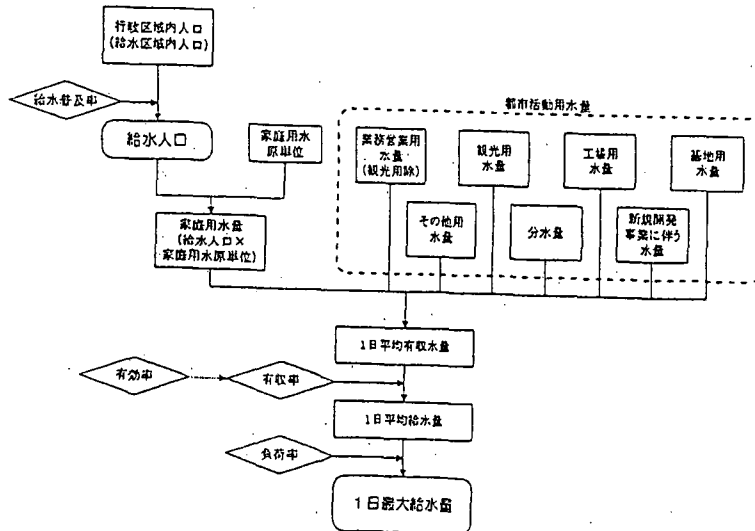 行政区域内人口
(給水区域内人口)
給水普及率
給水人口
家庭用水
原単位
家庭用水量
(給水人口×
家庭用水原単位)
都市活動用水量
業務営業用
水量
(観光用除)
観光用
水量
工場用
水量
基地用
水量
その他用
水量
分水量
新規開発
事業に伴う
水量
1日平均有収水量
有効率
有収率
1日平均給水量
負荷率
1日最大給水量